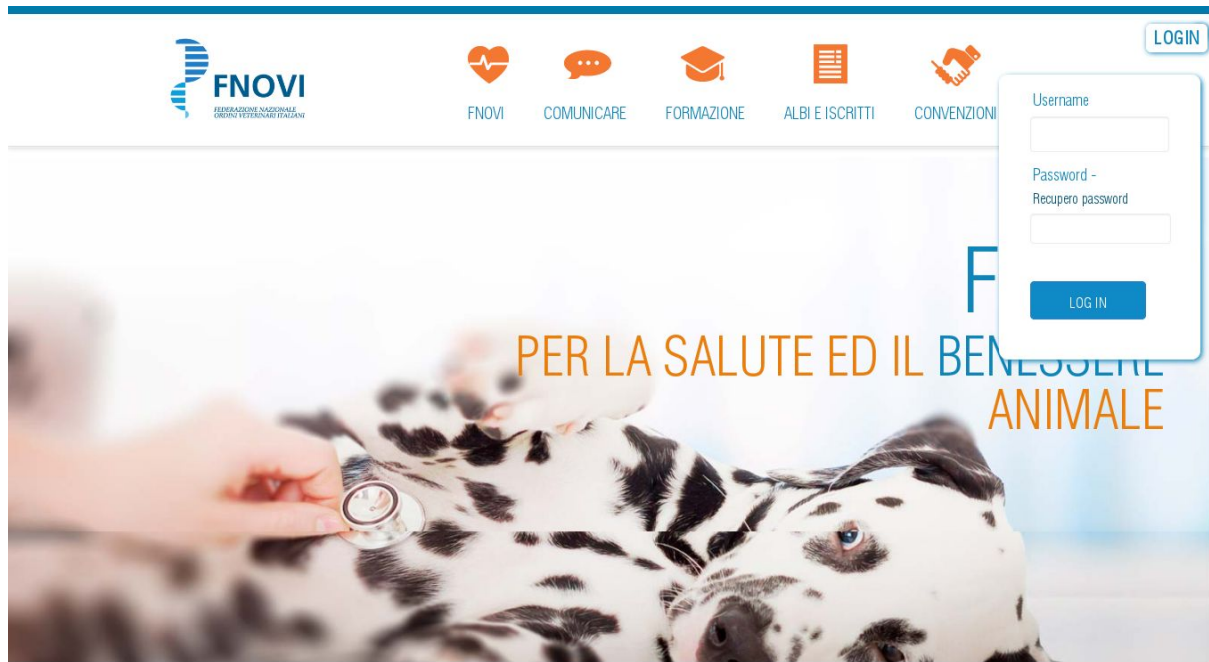 LOGIN
FNOVI
FEDERAZIONE NAZIONALE
ORDINI VETERINARI ITALIANI
FNOVI
COMUNICARE
FORMAZIONE
ALBI E ISCRITTI
CONVENZIONI
Username
Password -
Recupero password
LOG IN
F
PER LA SALUTE ED IL BENESSERE
ANIMALE